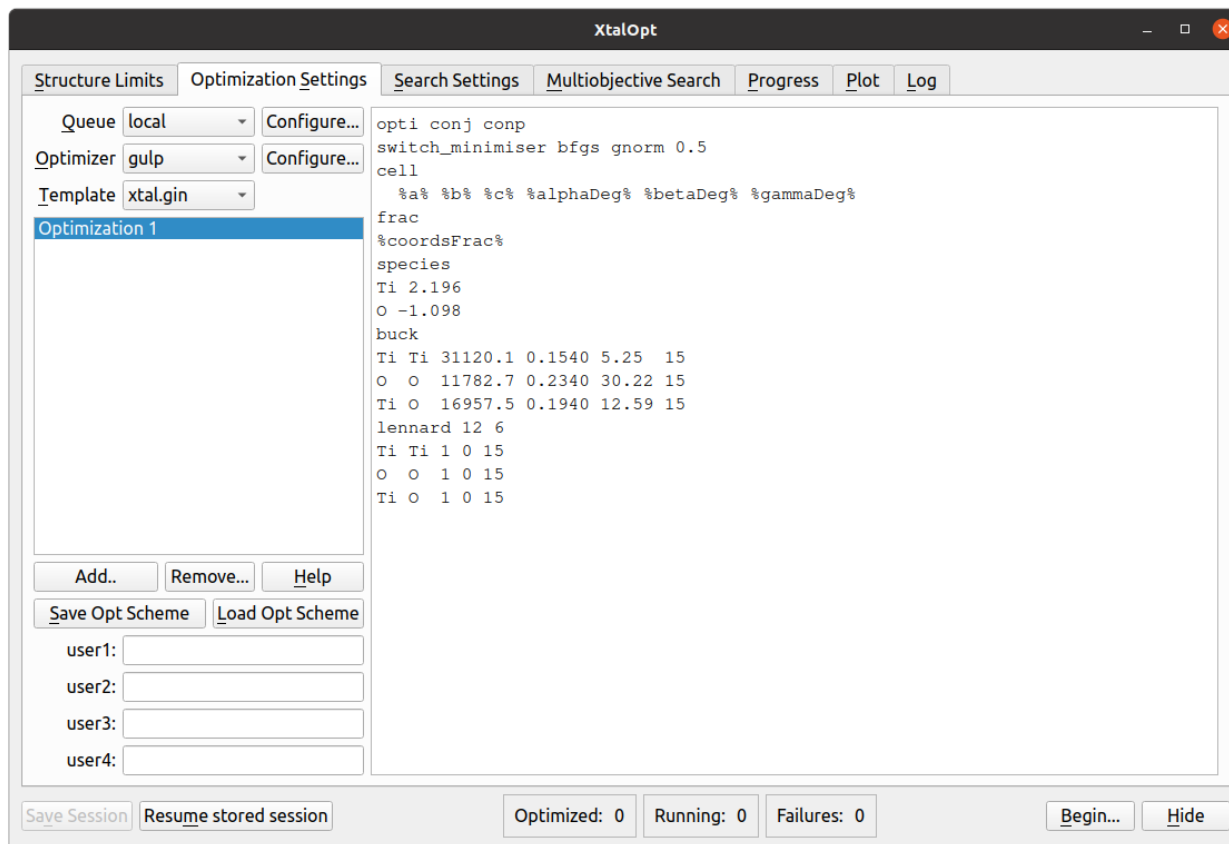 XtalOpt
Structure Limits Optimization Settings Search Settings Multiobjective Search Progress Plot Log
Queue local Configure...
Optimizer gulp Configure...
Template xtal.gin
Optimization 1
Add.. Remove... Help
Save Opt Scheme Load Opt Scheme
user1:
user2:
user3:
user4:
opti conj conp
switch_minimiser bfgs gnorm 0.5
cell
  %a% %b% %c% %alphaDeg% %betaDeg% %gammaDeg%
frac
%coordsFrac%
species
Ti 2.196
O -1.098
buck
Ti Ti 31120.1 0.1540 5.25  15
O  O  11782.7 0.2340 30.22 15
Ti O  16957.5 0.1940 12.59 15
lennard 12 6
Ti Ti 1 0 15
O  O  1 0 15
Ti O  1 0 15
Save Session Resume stored session Optimized: 0 Running: 0 Failures: 0 Begin... Hide